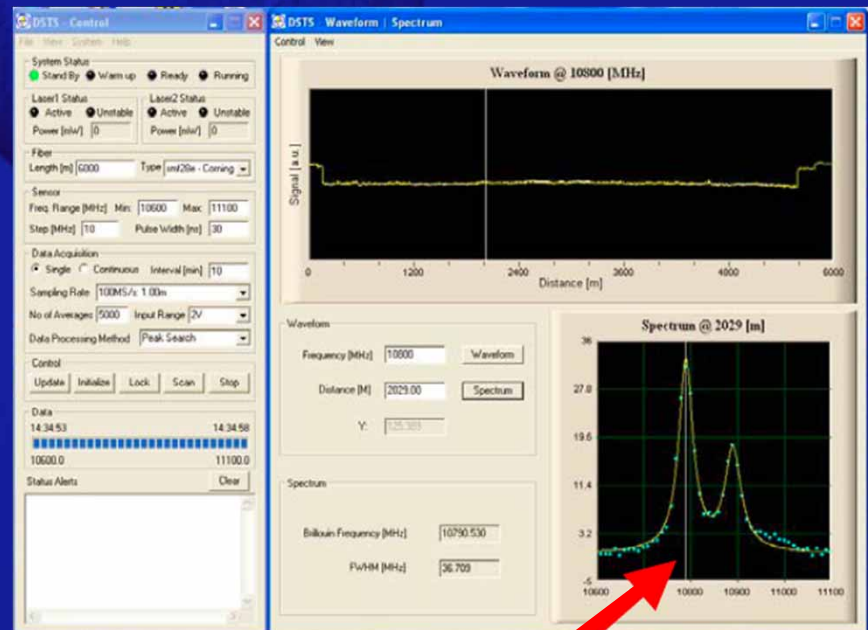 DSTS - Control
File View System Help
System Status
Stand By Warm up Ready Running
Laser1 Status
Active Unstable
Power [mW] 0
Laser2 Status
Active Unstable
Power [mW] 0
Fiber
Length [m] 6000 Type smf28e - Corning
Sensor
Freq. Range [MHz] Min: 10600 Max: 11100
Step [MHz] 10 Pulse Width [ns] 30
Data Acquisition
Single Continuous Interval [min] 10
Sampling Rate 100MS/s: 1.00m
No of Averages 5000 Input Range 2V
Data Processing Method Peak Search
Control
Update Initialize Lock Scan Stop
Data
14:34:53 14:34:58
10600.0 11100.0
Status Alerts Clear
DSTS Waveform | Spectrum
Control View
Waveform @ 10800 [MHz]
Signal [a.u.]
0 1200 2400 3600 4800 6000
Distance [m]
Waveform
Frequency [MHz] 10800 Waveform
Distance [M] 2029.00 Spectrum
Y: 125.389
Spectrum
Brillouin Frequency [MHz] 10790.530
FWHM [MHz] 36.709
Spectrum @ 2029 [m]
36
27.8
19.6
11.4
3.2
-5
10600 10800 10900 11000 11100